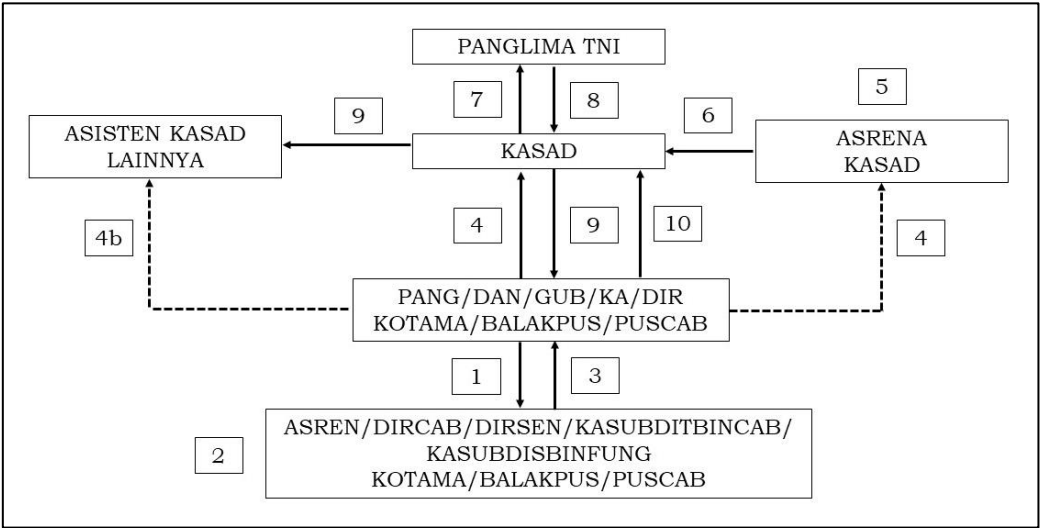 PANGLIMA TNI
5
7
8
9
6
ASISTEN KASAD
LAINNYA
KASAD
ASRENA
KASAD
4b
4
9
10
4
PANG/DAN/GUB/KA/DIR
KOTAMA/BALAKPUS/PUSCAB
1
3
ASREN/DIRCAB/DIRSEN/KASUBDITBINCAB/
KASUBDISBINFUNG
KOTAMA/BALAKPUS/PUSCAB
2